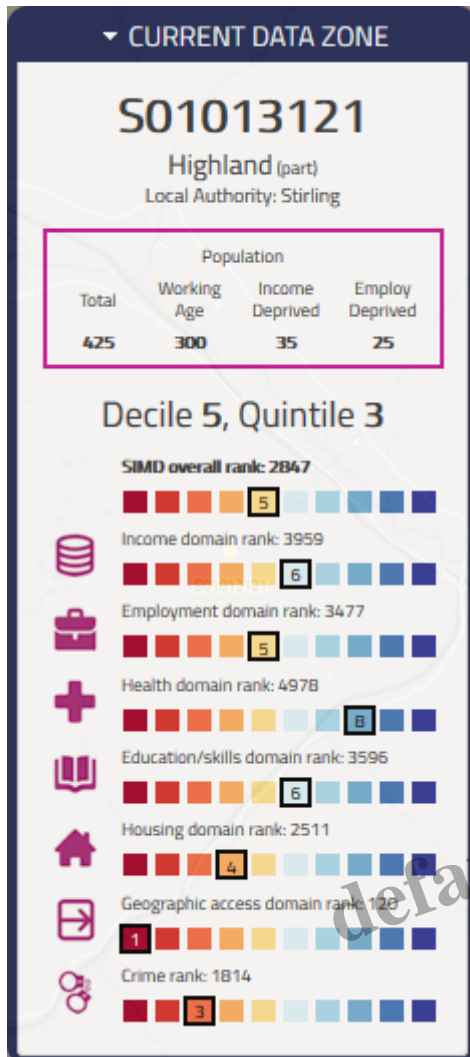 CURRENT DATA ZONE
S01013121
Highland (part)
Local Authority: Stirling
Population
Total Working Age Income Deprived Employ Deprived
425 300 35 25
Decile 5, Quintile 3
SIMD overall rank: 2847
5
Income domain rank: 3959
S01013121
6
Employment domain rank: 3477
5
Health domain rank: 4978
8
Education/skills domain rank: 3596
6
Housing domain rank: 2511
4
Geographic access domain rank: 120
1
Crime rank: 1814
3
defa